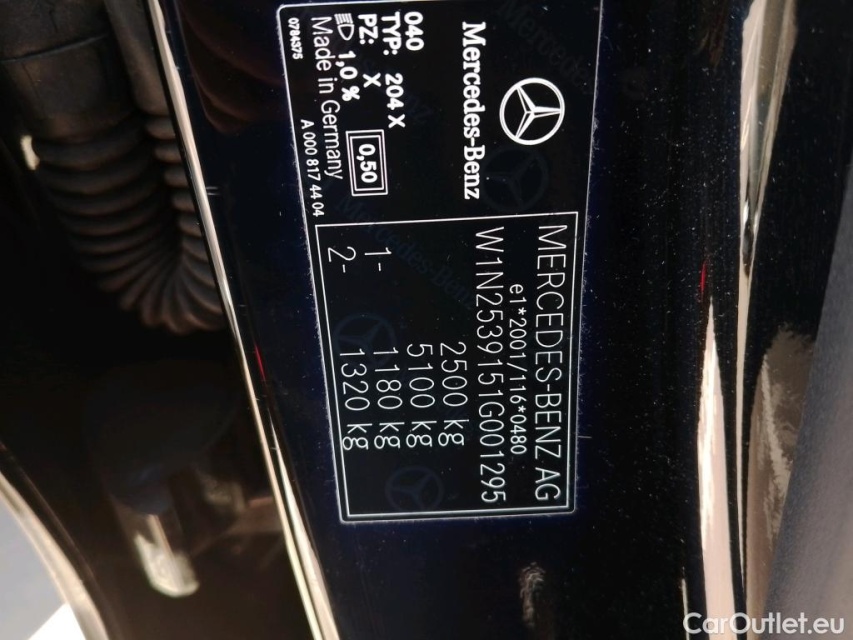 Mercedes-Benz
040
TYP: 204 X
PZ: X
1,0 %
0,50
Made in Germany
0784375
A 000 817 44 04
MERCEDES-BENZ AG
e1*2001/116*0480
W1N2539151G001295
2500 kg
5100 kg
1- 1180 kg
2- 1320 kg
CarOutlet.eu